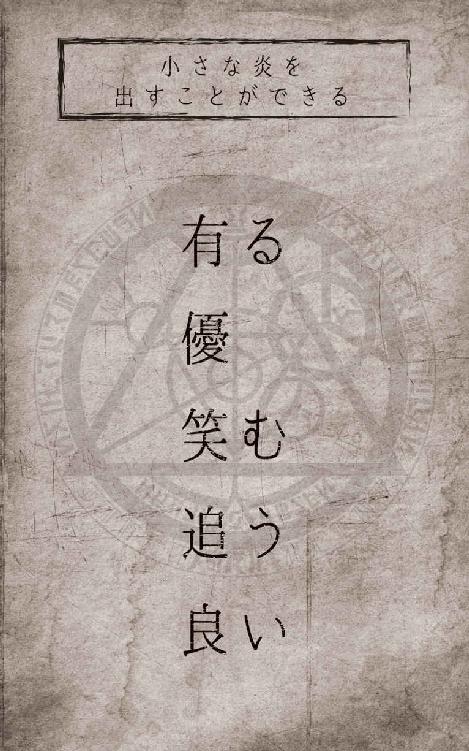 小さな炎を
出すことができる
有る
優
笑む
追う
良い